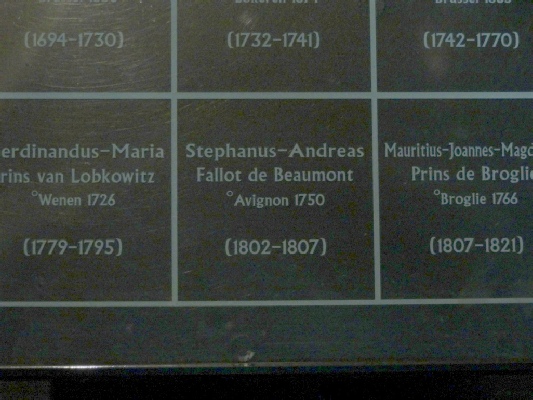 (1694-1730)
(1732-1741)
(1742-1770)
erdinandus-Maria
rins van Lobkowitz
°Wenen 1726
(1779-1795)
Stephanus-Andreas
Fallot de Beaumont
°Avignon 1750
(1802-1807)
Mauritius-Joannes-Magd
Prins de Broglie
°Broglie 1766
(1807-1821)